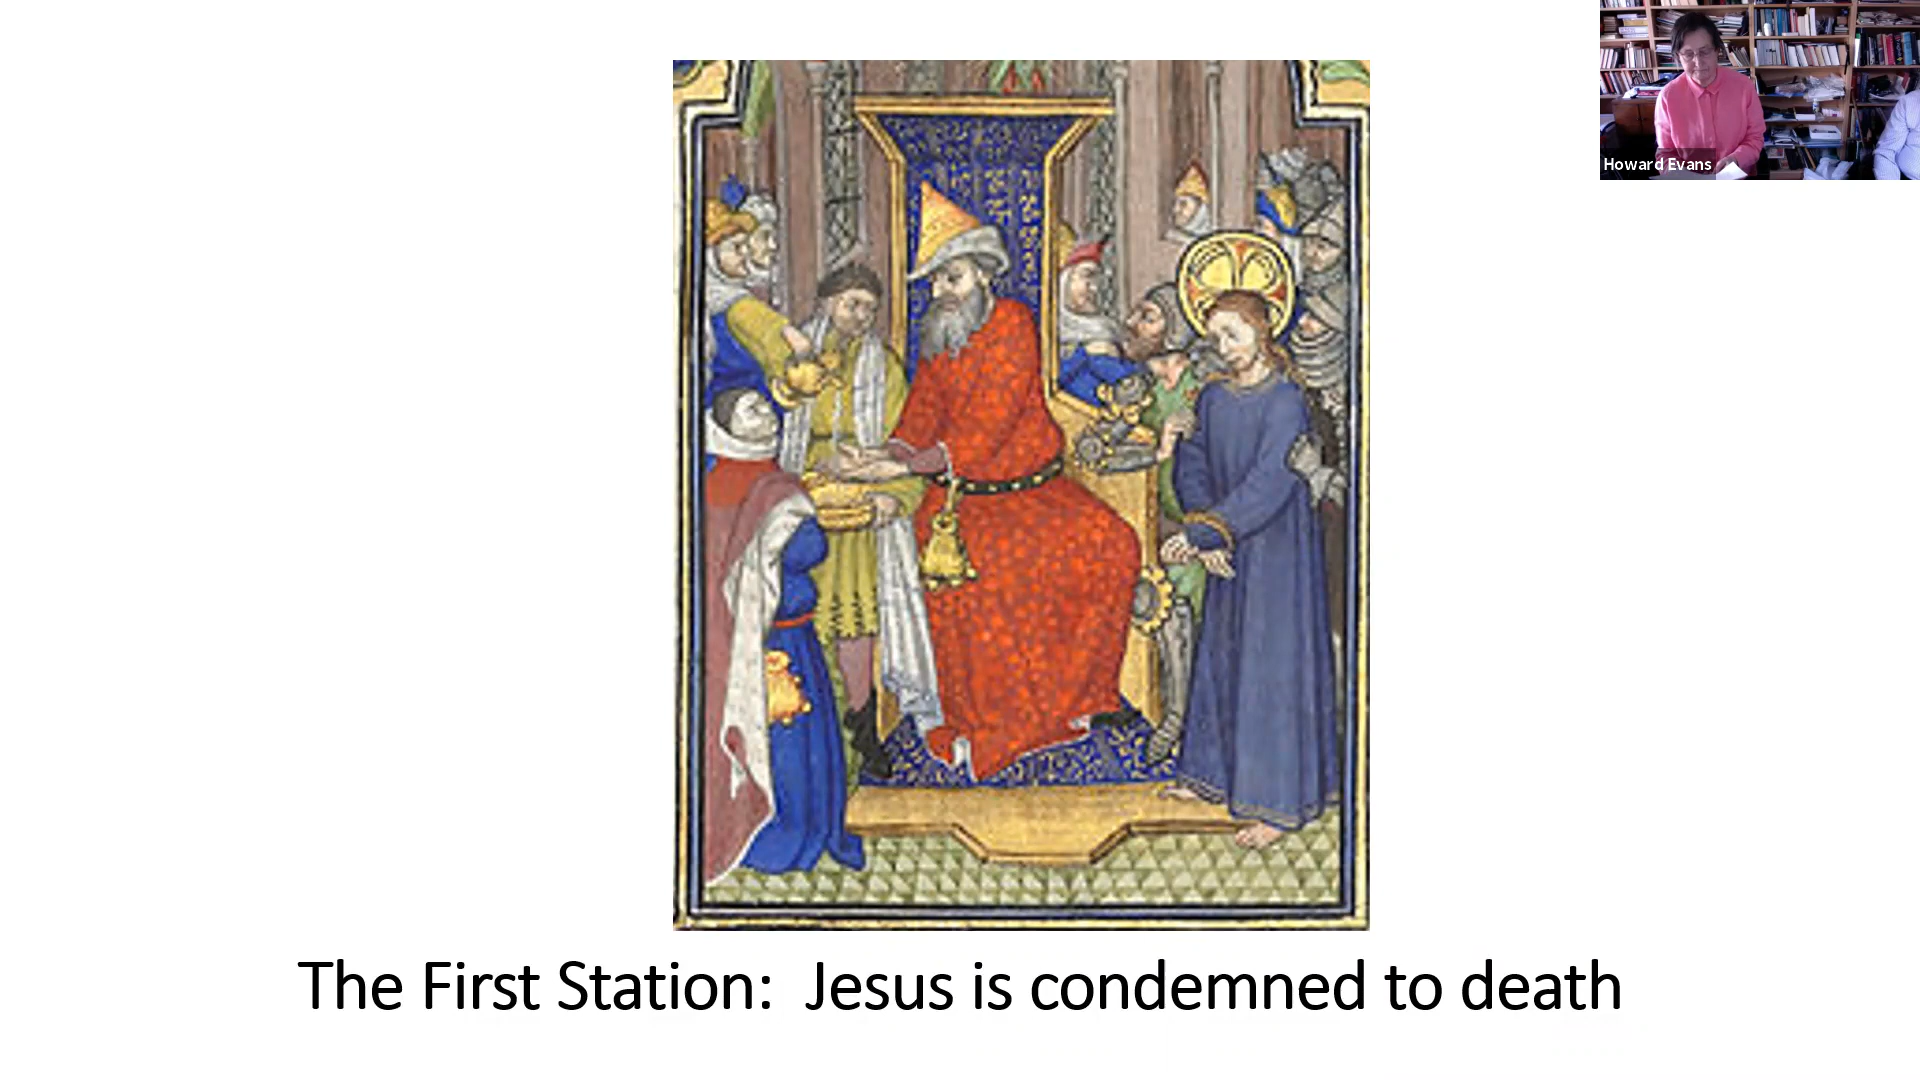 Howard Evans
The First Station: Jesus is condemned to death